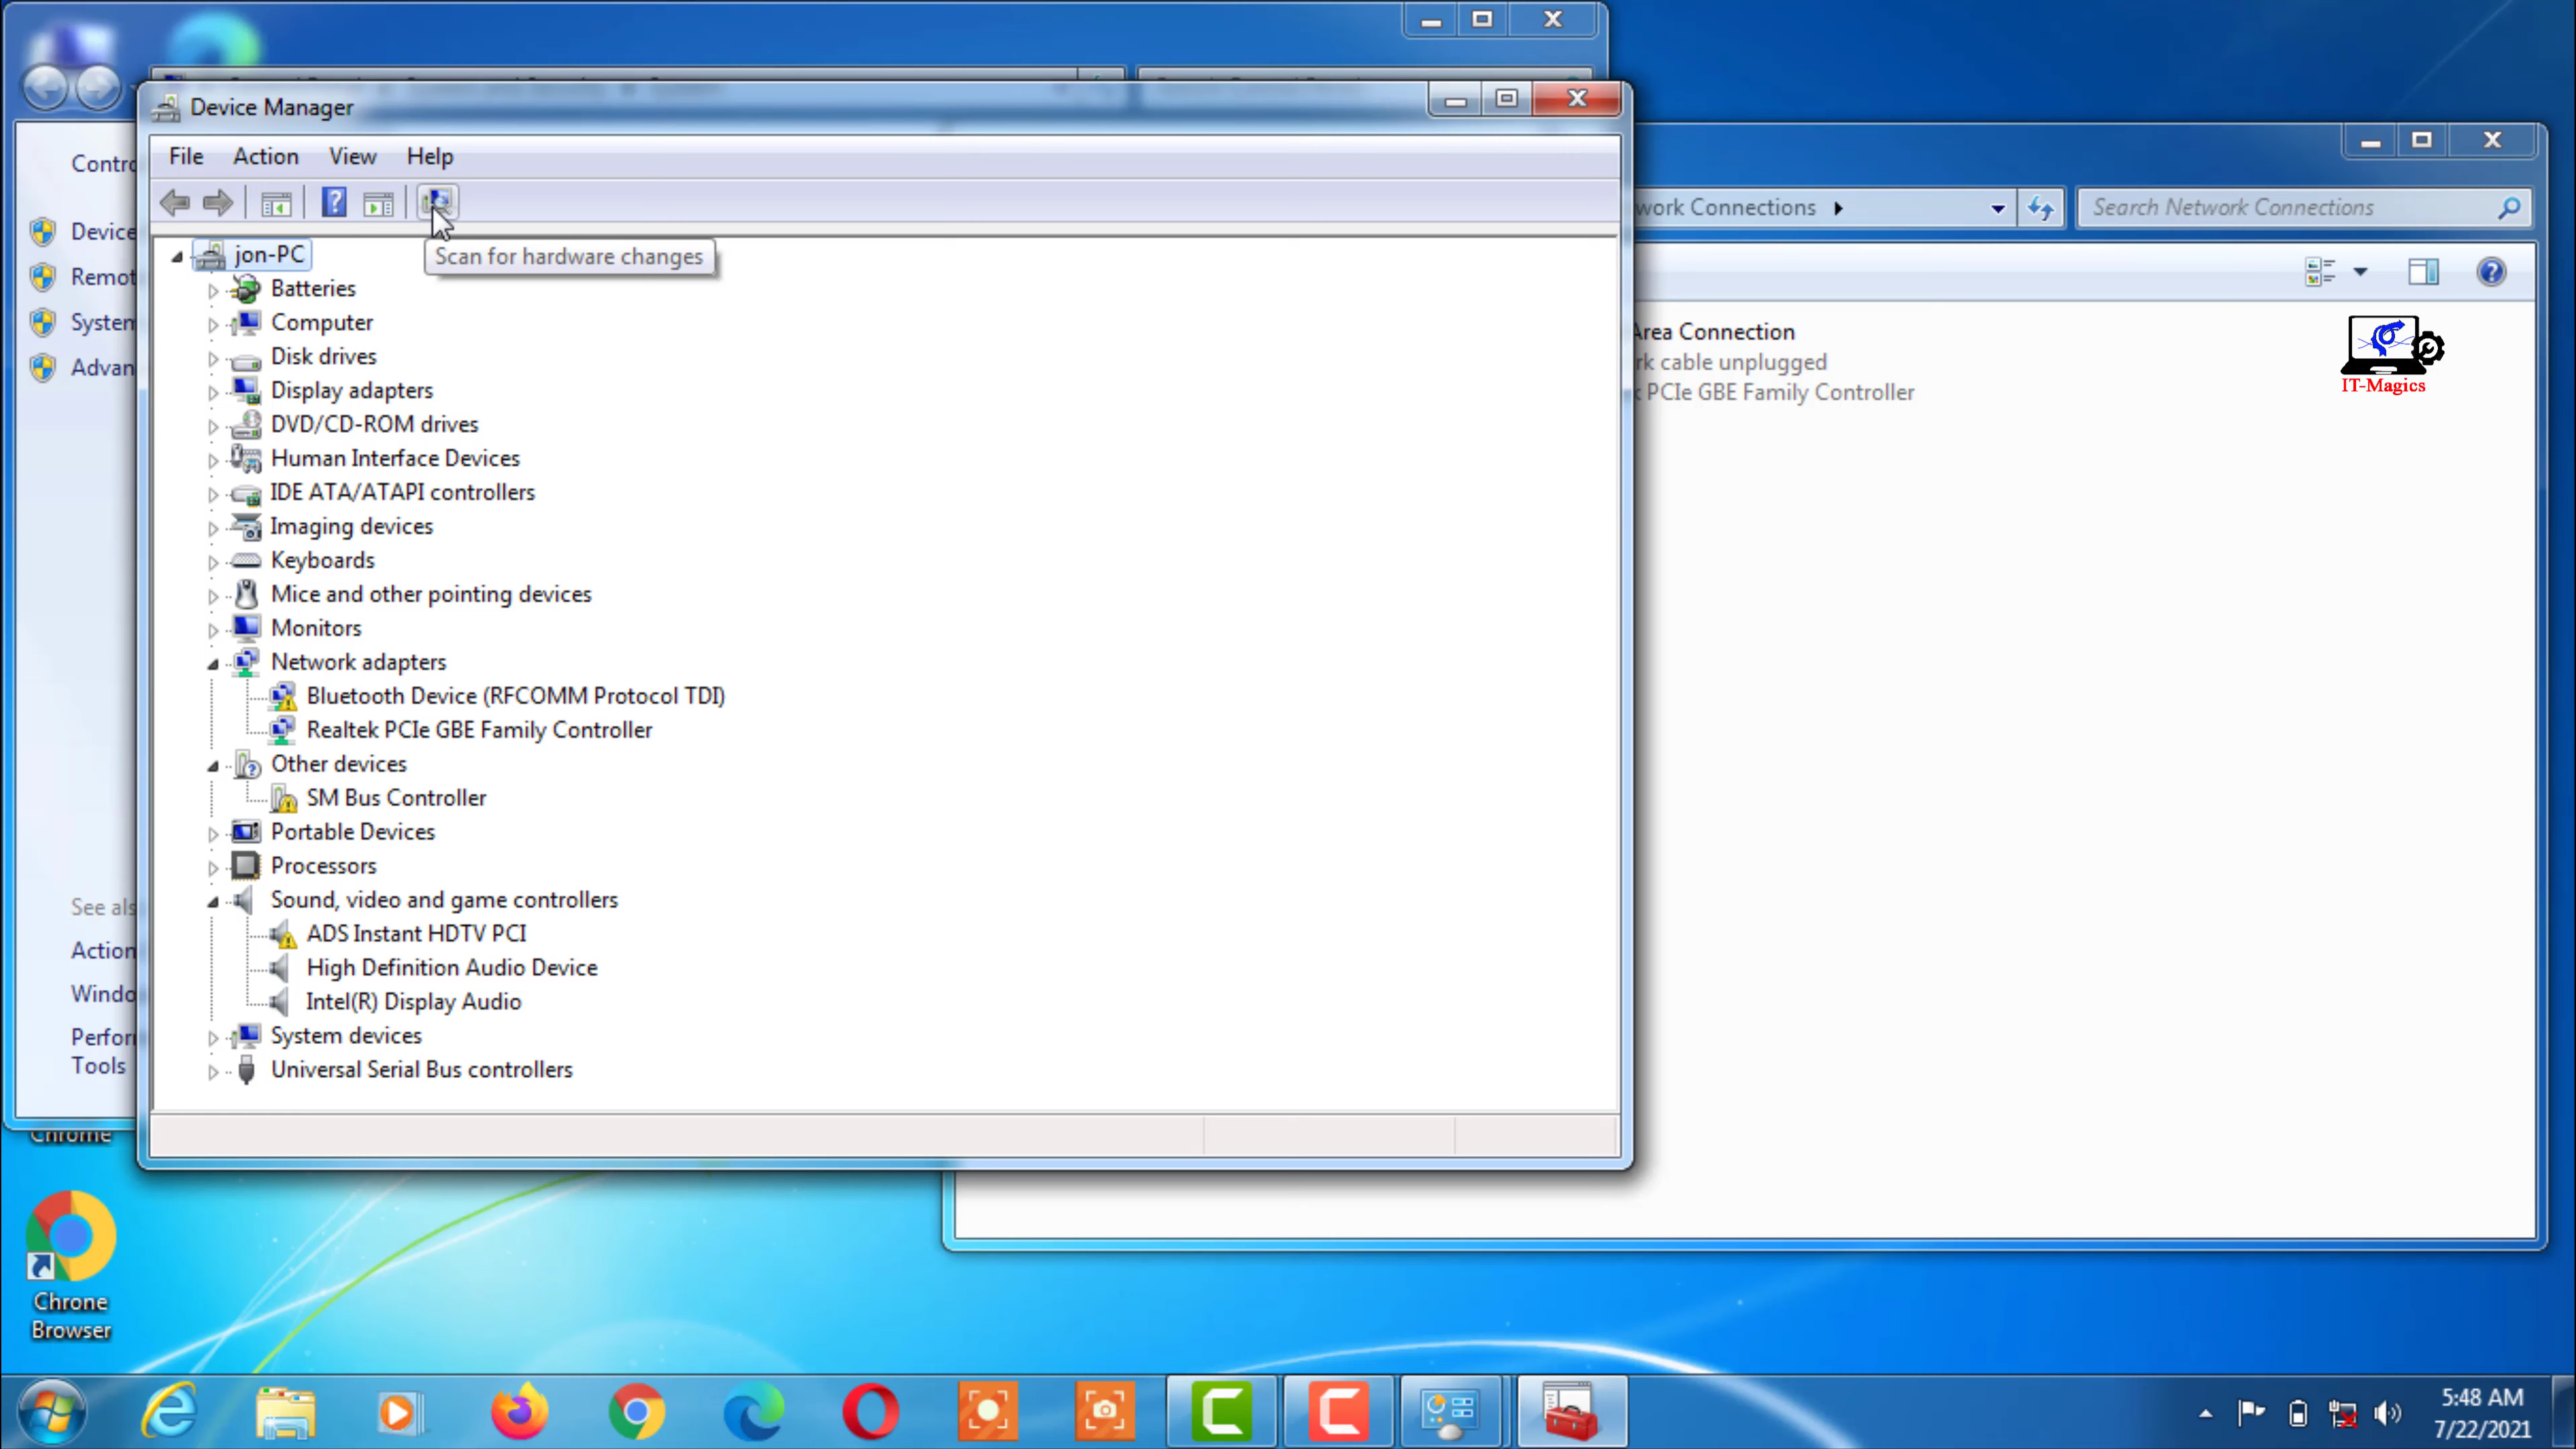 Device Manager
File Action View Help
Scan for hardware changes
jon-PC
Batteries
Computer
Disk drives
Display adapters
DVD/CD-ROM drives
Human Interface Devices
IDE ATA/ATAPI controllers
Imaging devices
Keyboards
Mice and other pointing devices
Monitors
Network adapters
Bluetooth Device (RFCOMM Protocol TDI)
Realtek PCIe GBE Family Controller
Other devices
SM Bus Controller
Portable Devices
Processors
Sound, video and game controllers
ADS Instant HDTV PCI
High Definition Audio Device
Intel(R) Display Audio
System devices
Universal Serial Bus controllers
Contro
Device
Remot
System
Advan
See als
Action
Windo
Perfor
Tools
work Connections
Search Network Connections
Area Connection
rk cable unplugged
k PCIe GBE Family Controller
IT-Magics
Chrome
Chrone
Browser
5:48 AM
7/22/2021